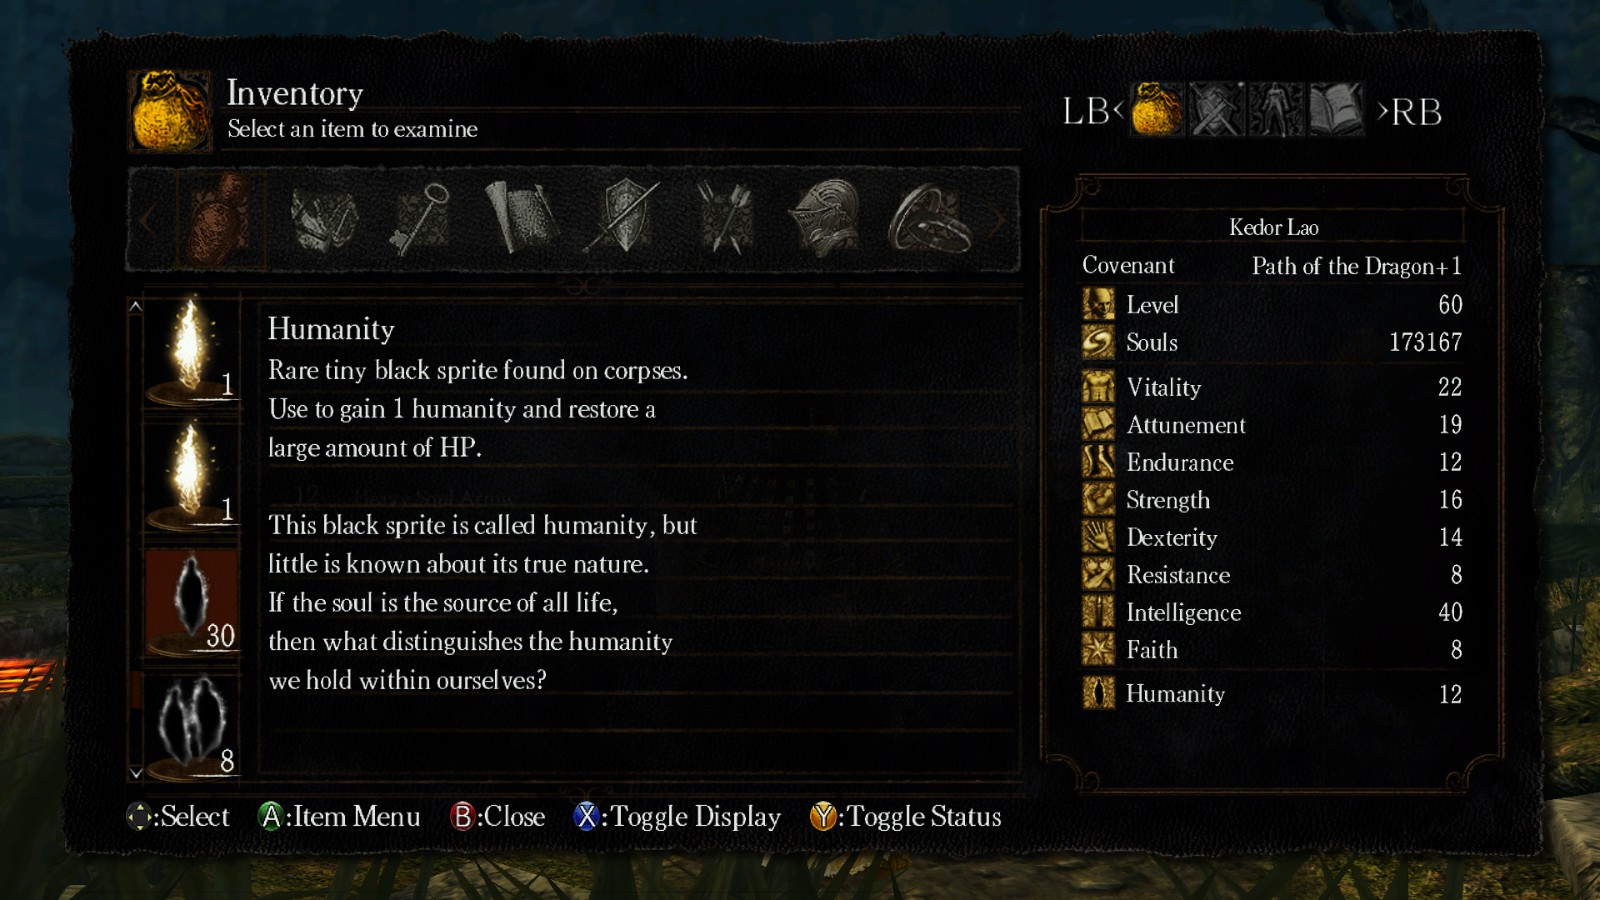 Inventory
Select an item to examine
LB
RB
1
1
30
8
Humanity
Rare tiny black sprite found on corpses.
Use to gain 1 humanity and restore a
large amount of HP.
12 Heavy Soul Arrow
This black sprite is called humanity, but
little is known about its true nature.
If the soul is the source of all life,
then what distinguishes the humanity
we hold within ourselves?
Kedor Lao
Covenant Path of the Dragon+1
Level 60
Souls 173167
Vitality 22
Attunement 19
Endurance 12
Strength 16
Dexterity 14
Resistance 8
Intelligence 40
Faith 8
Humanity 12
:Select A:Item Menu B:Close X:Toggle Display Y:Toggle Status